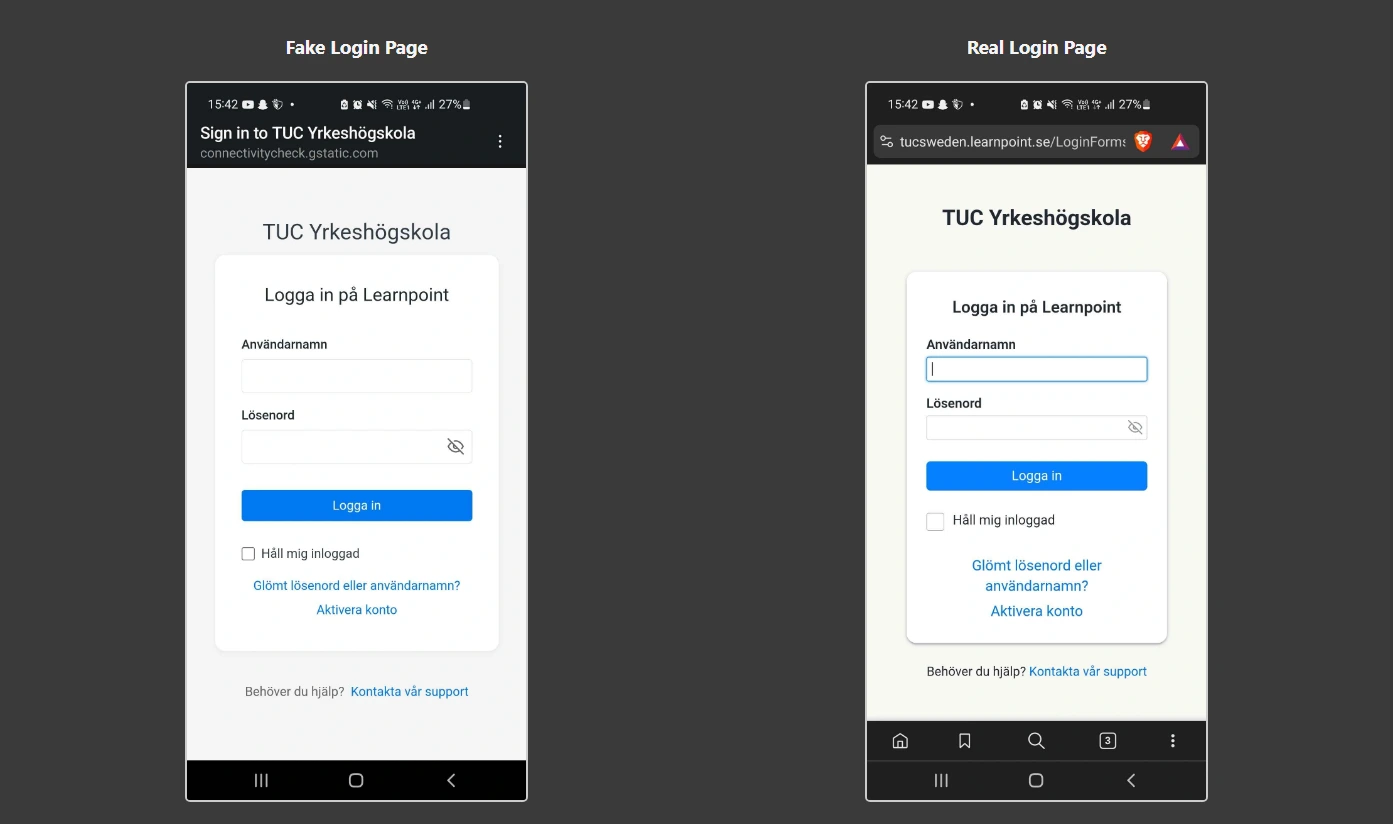 Fake Login Page
15:42 27%
Sign in to TUC Yrkeshögskola
connectivitycheck.gstatic.com
TUC Yrkeshögskola
Logga in på Learnpoint
Användarnamn
Lösenord
Logga in
Håll mig inloggad
Glömt lösenord eller användarnamn?
Aktivera konto
Behöver du hjälp? Kontakta vår support
Real Login Page
15:42 27%
tucsweden.learnpoint.se/LoginForms
TUC Yrkeshögskola
Logga in på Learnpoint
Användarnamn
Lösenord
Logga in
Håll mig inloggad
Glömt lösenord eller
användarnamn?
Aktivera konto
Behöver du hjälp? Kontakta vår support
3